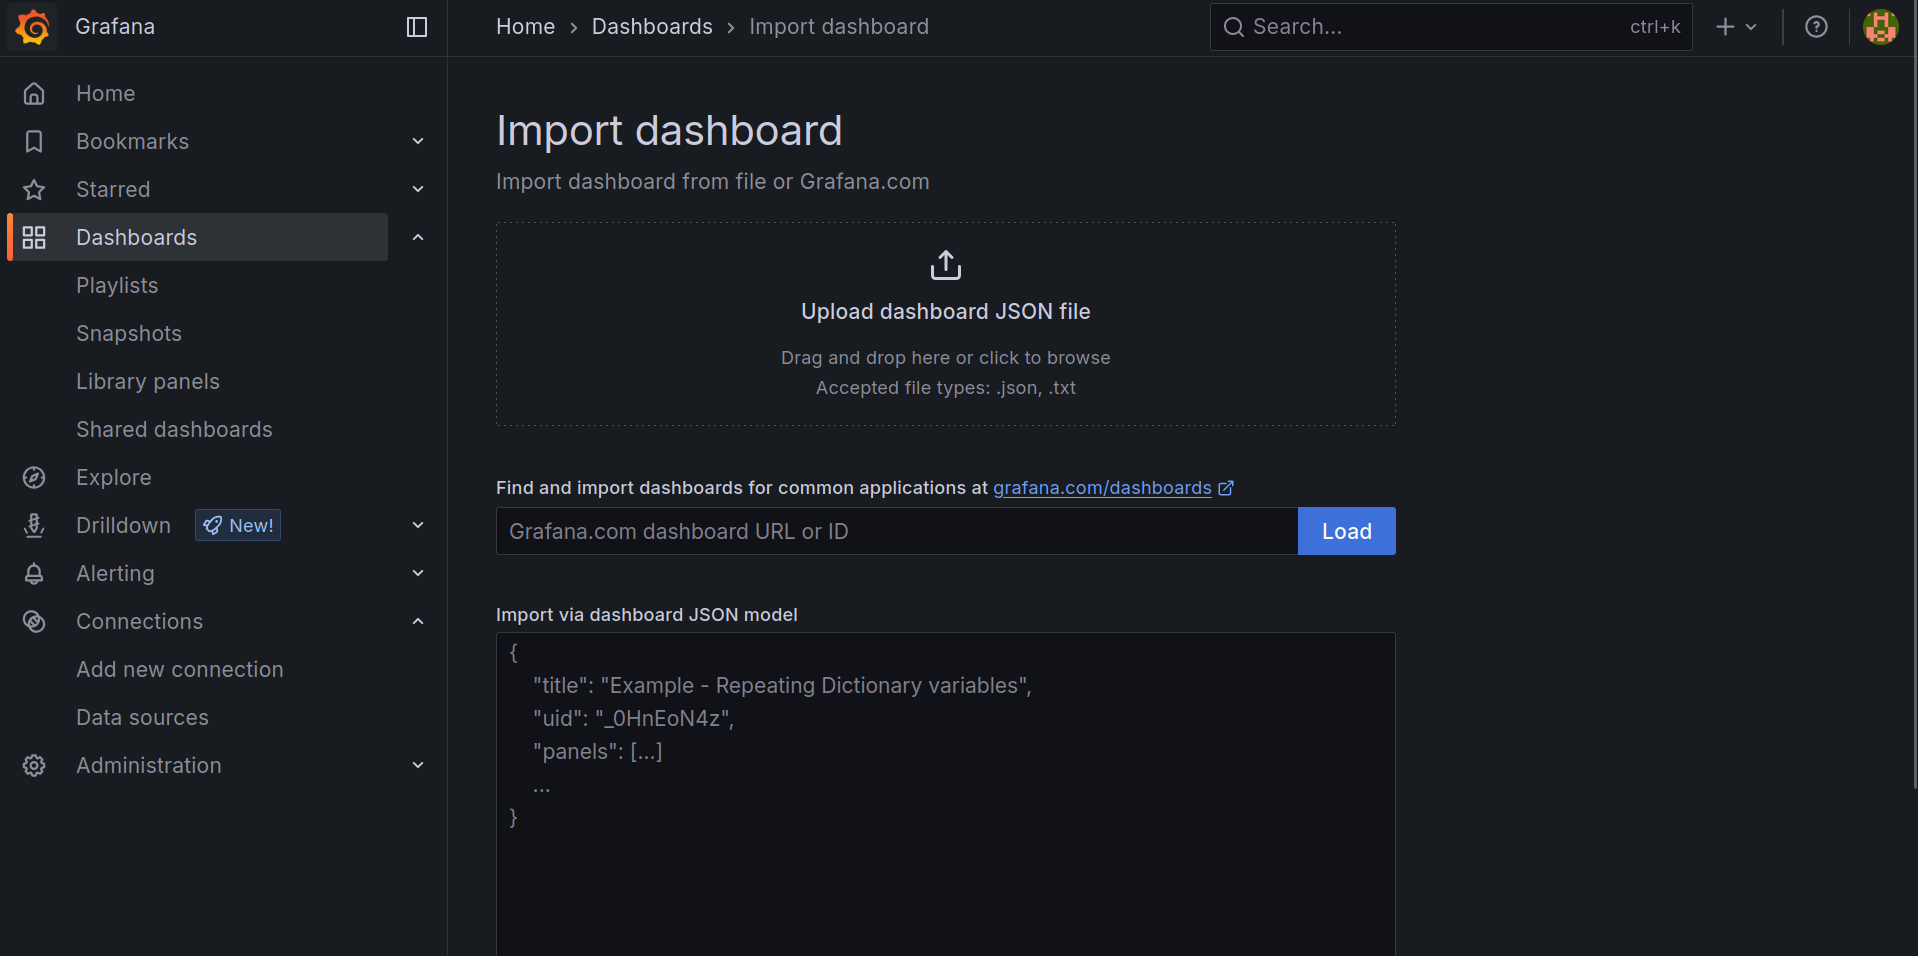 Grafana
Home
Bookmarks
Starred
Dashboards
Playlists
Snapshots
Library panels
Shared dashboards
Explore
Drilldown New!
Alerting
Connections
Add new connection
Data sources
Administration
Home › Dashboards › Import dashboard
Search... ctrl+k
Import dashboard
Import dashboard from file or Grafana.com
Upload dashboard JSON file
Drag and drop here or click to browse
Accepted file types: .json, .txt
Find and import dashboards for common applications at grafana.com/dashboards
Grafana.com dashboard URL or ID Load
Import via dashboard JSON model
{
"title": "Example - Repeating Dictionary variables",
"uid": "_0HnEoN4z",
"panels": [...]
...
}